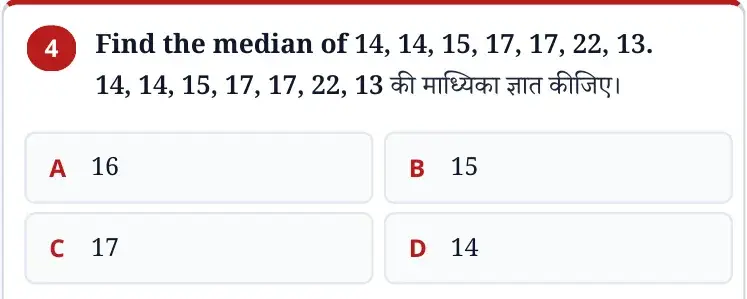 4 Find the median of 14, 14, 15, 17, 17, 22, 13.
14, 14, 15, 17, 17, 22, 13 की माध्यिका ज्ञात कीजिए।
A 16 B 15
C 17 D 14